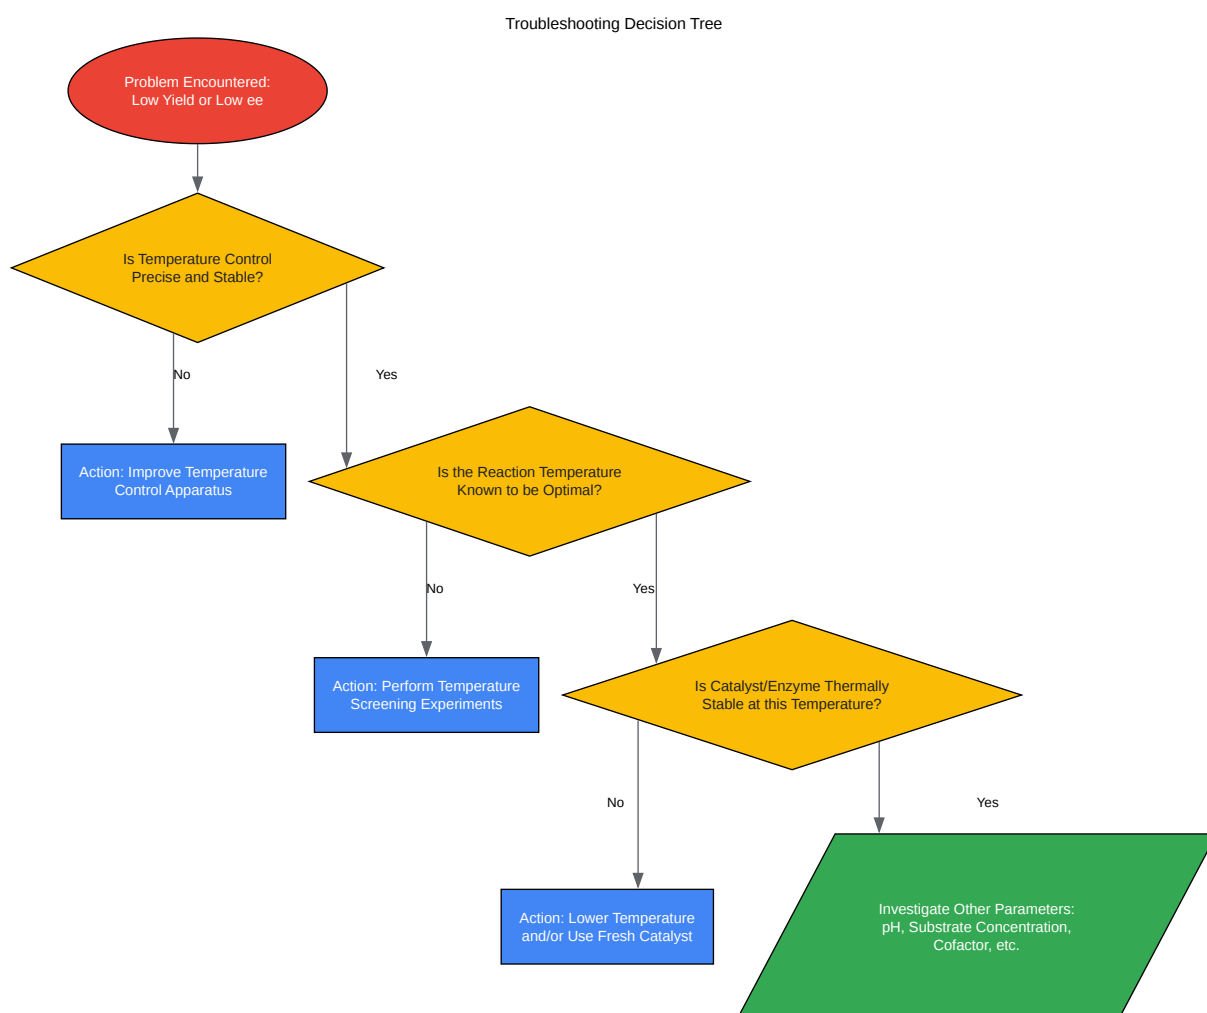 Troubleshooting Decision Tree
Problem Encountered:
Low Yield or Low ee
Is Temperature Control
Precise and Stable?
No
Yes
Action: Improve Temperature
Control Apparatus
Is the Reaction Temperature
Known to be Optimal?
No
Yes
Action: Perform Temperature
Screening Experiments
Is Catalyst/Enzyme Thermally
Stable at this Temperature?
No
Yes
Action: Lower Temperature
and/or Use Fresh Catalyst
Investigate Other Parameters:
pH, Substrate Concentration,
Cofactor, etc.